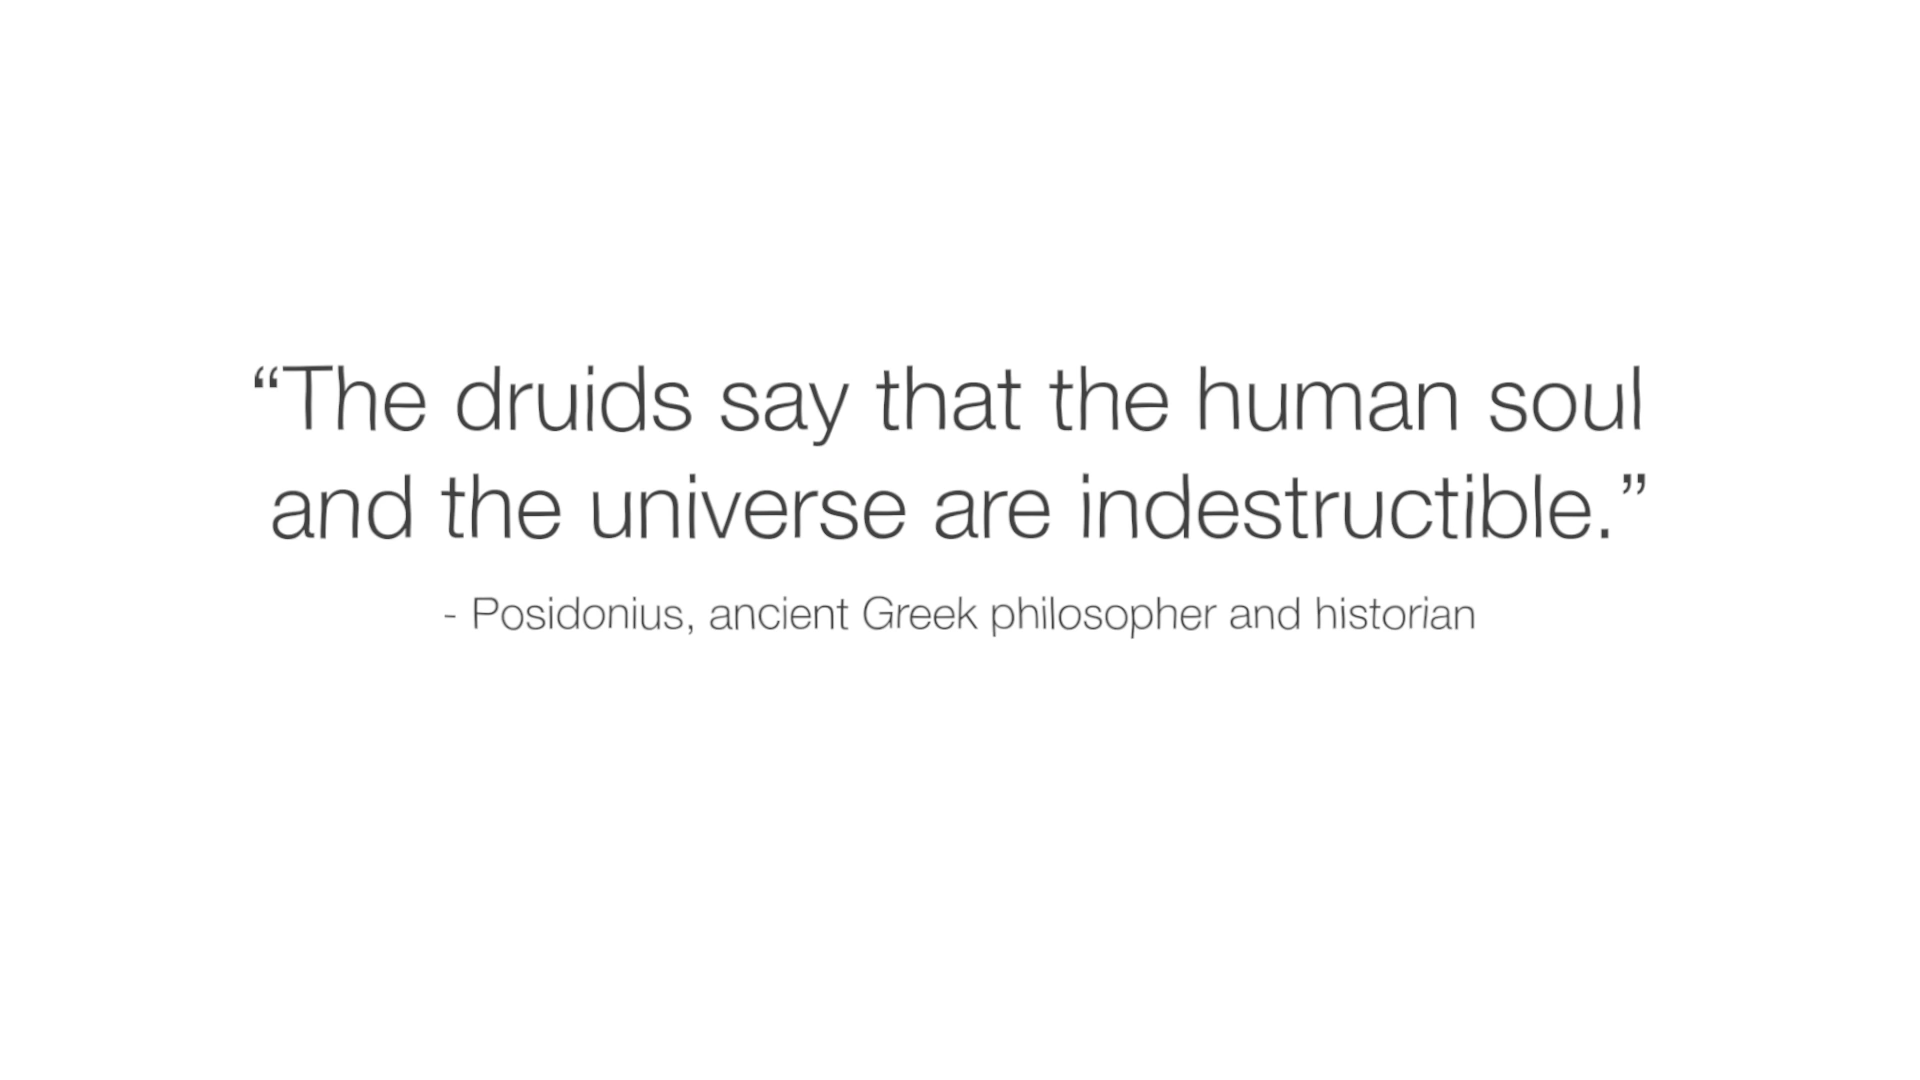 “The druids say that the human soul
and the universe are indestructible.”
- Posidonius, ancient Greek philosopher and historian